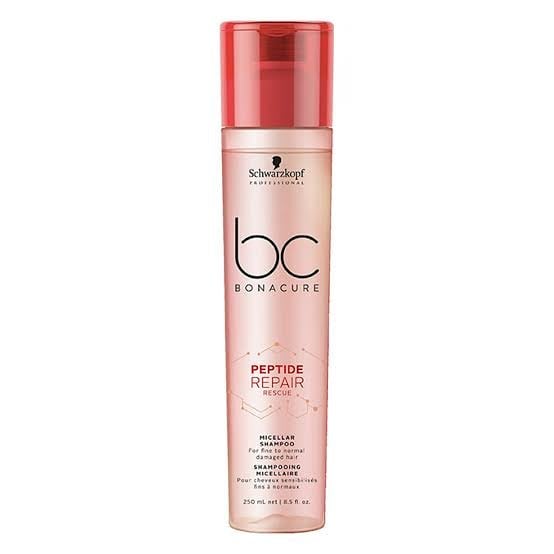 Schwarzkopf
PROFESSIONAL
bc
BONACURE
PEPTIDE
REPAIR
RESCUE
MICELLAR
SHAMPOO
For fine to normal
damaged hair
SHAMPOOING
MICELLAIRE
Pour cheveux sensibilisés
fins à normaux
250 mL net | 8.5 fl. oz.